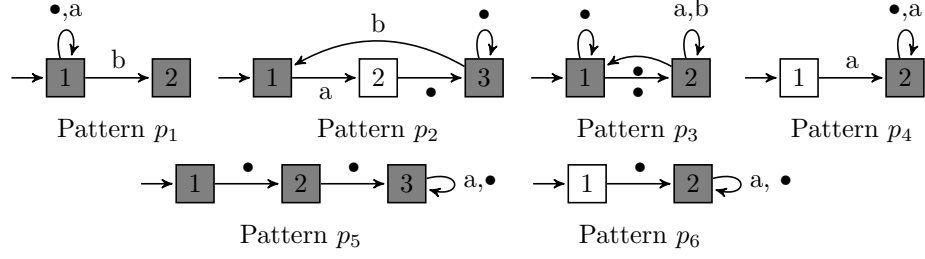 •,a
b
1
2
Pattern p1
b
•
1
a
2
•
3
Pattern p2
•
a,b
1
•
•
2
Pattern p3
•,a
1
a
2
Pattern p4
1
•
2
•
3
a,•
Pattern p5
1
•
2
a, •
Pattern p6